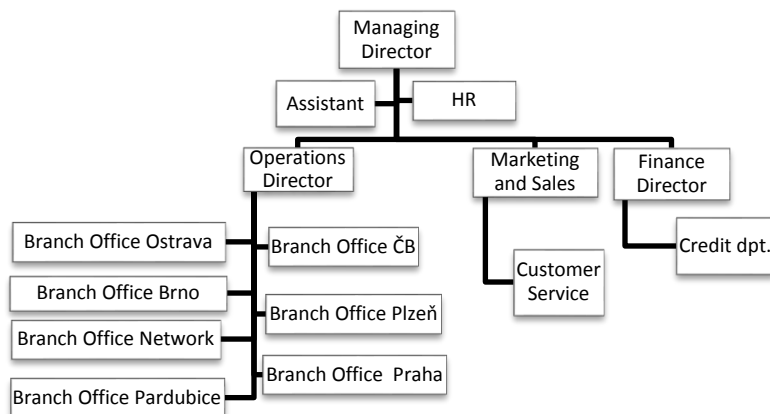 Managing
Director
Assistant
HR
Operations
Director
Marketing
and Sales
Finance
Director
Branch Office Ostrava
Branch Office ČB
Credit dpt.
Customer
Service
Branch Office Brno
Branch Office Plzeň
Branch Office Network
Branch Office  Praha
Branch Office Pardubice